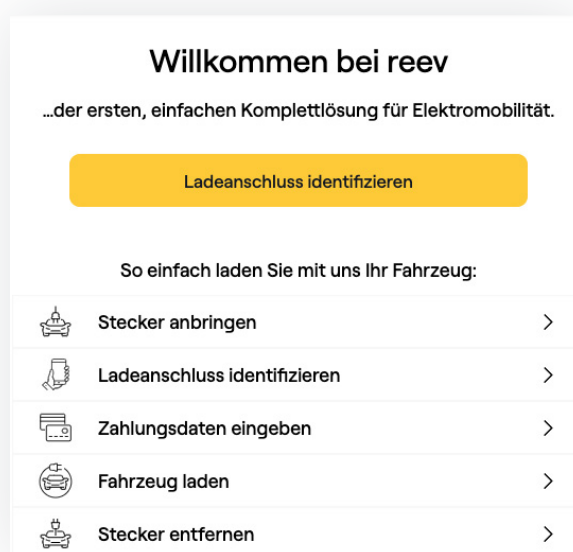 Willkommen bei reev
...der ersten, einfachen Komplettlösung für Elektromobilität.
Ladeanschluss identifizieren
So einfach laden Sie mit uns Ihr Fahrzeug:
Stecker anbringen
Ladeanschluss identifizieren
Zahlungsdaten eingeben
Fahrzeug laden
Stecker entfernen